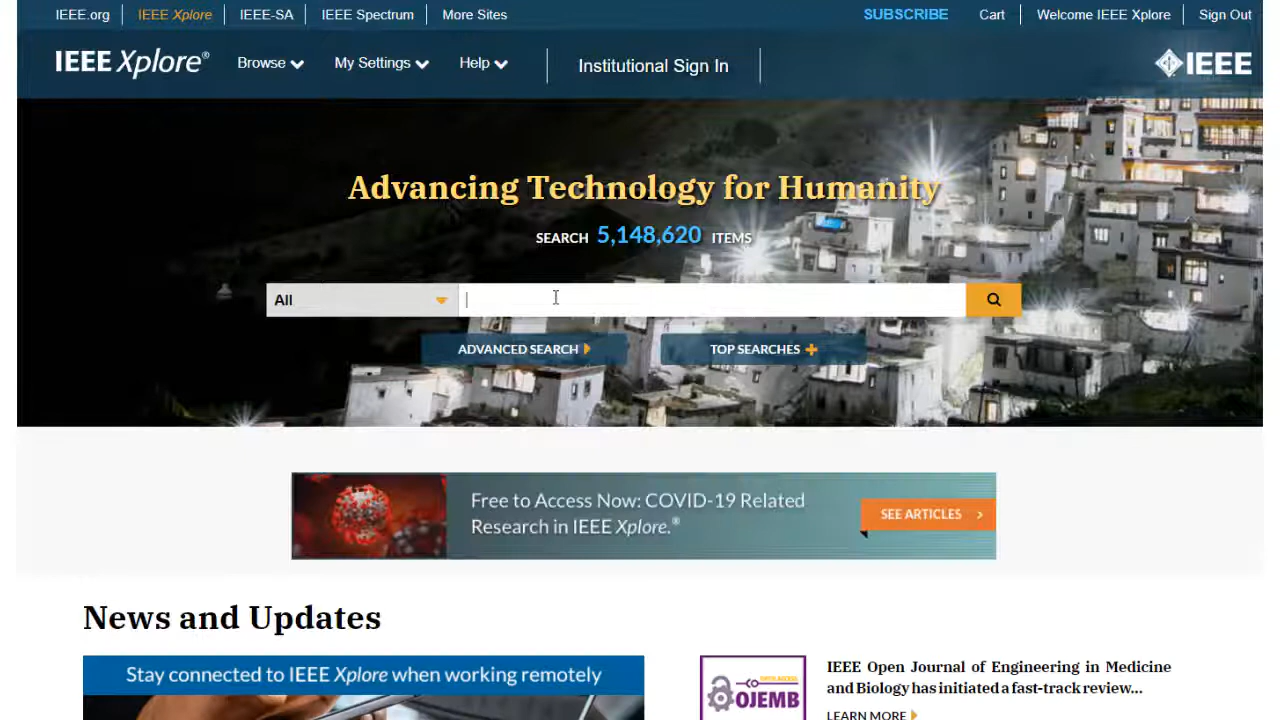 IEEE.org IEEE Xplore IEEE-SA IEEE Spectrum More Sites SUBSCRIBE Cart Welcome IEEE Xplore Sign Out
IEEE Xplore® Browse My Settings Help Institutional Sign In IEEE
Advancing Technology for Humanity
SEARCH 5,148,620 ITEMS
All
ADVANCED SEARCH TOP SEARCHES
Free to Access Now: COVID-19 Related
Research in IEEE Xplore.®
SEE ARTICLES
News and Updates
Stay connected to IEEE Xplore when working remotely
OPEN ACCESS
OJEMB
IEEE Open Journal of Engineering in Medicine
and Biology has initiated a fast-track review...
LEARN MORE